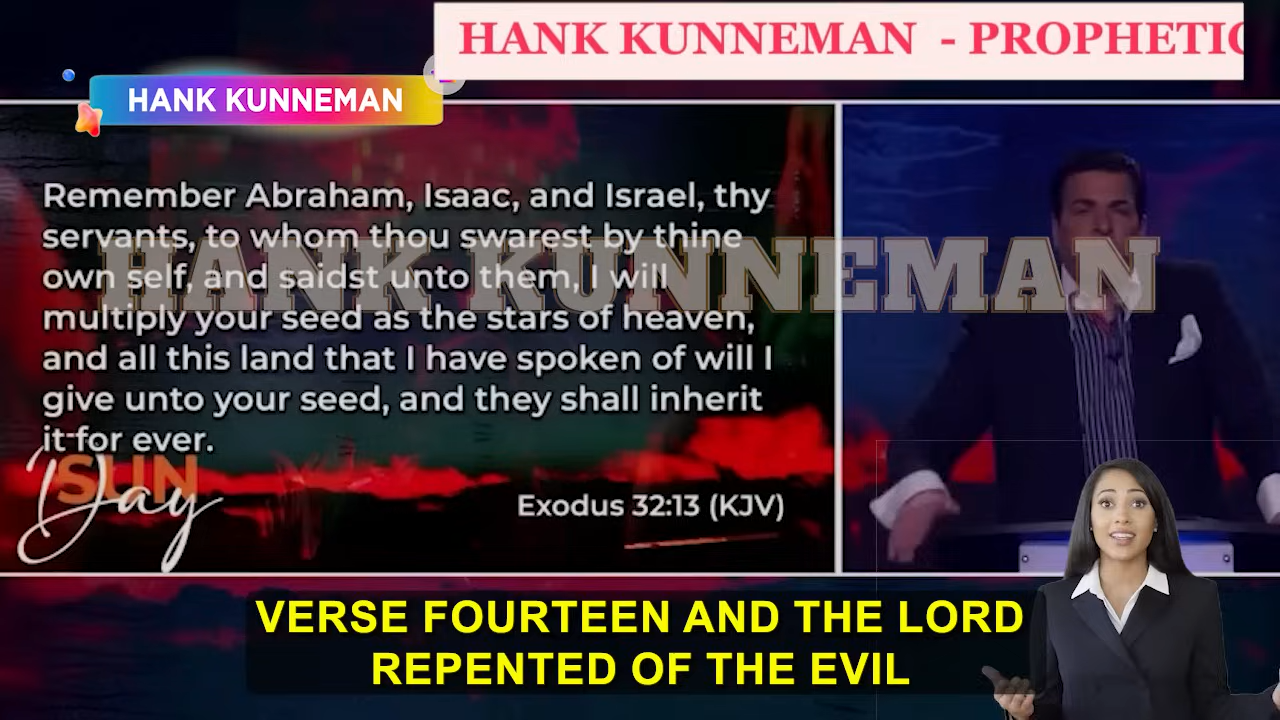 HANK KUNNEMAN - PROPHETIC
HANK KUNNEMAN
Remember Abraham, Isaac, and Israel, thy
servants, to whom thou swarest by thine
own self, and saidst unto them, I will
multiply your seed as the stars of heaven,
and all this land that I have spoken of will I
give unto your seed, and they shall inherit
it for ever.
HANK KUNNEMAN
SUN
Day
Exodus 32:13 (KJV)
VERSE FOURTEEN AND THE LORD
REPENTED OF THE EVIL